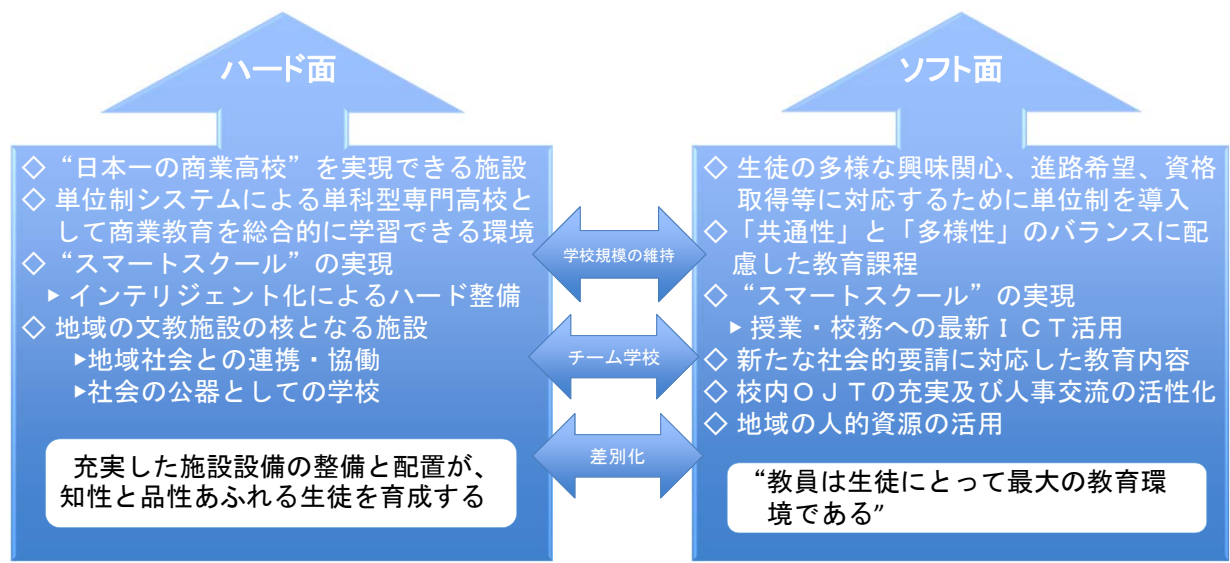 ハード面
◇ “日本一の商業高校”を実現できる施設
◇ 単位制システムによる単科型専門高校と
して商業教育を総合的に学習できる環境
◇ “スマートスクール”の実現
▶インテリジェント化によるハード整備
◇ 地域の文教施設の核となる施設
▶地域社会との連携・協働
▶社会の公器としての学校
充実した施設設備の整備と配置が、
知性と品性あふれる生徒を育成する
学校規模の維持
チーム学校
差別化
ソフト面
◇ 生徒の多様な興味関心、進路希望、資格
取得等に対応するために単位制を導入
◇ 「共通性」と「多様性」のバランスに配
慮した教育課程
◇ “スマートスクール”の実現
▶授業・校務への最新ＩＣＴ活用
◇ 新たな社会的要請に対応した教育内容
◇ 校内ＯＪＴの充実及び人事交流の活性化
◇ 地域の人的資源の活用
“教員は生徒にとって最大の教育環
境である”